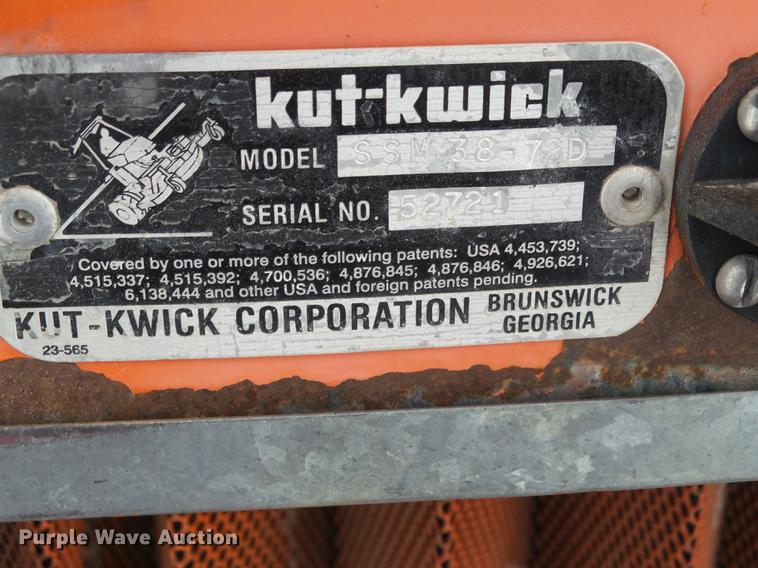 kut-kwick
MODEL SSM 38-72D
SERIAL NO. 52721
Covered by one or more of the following patents: USA 4,453,739;
4,515,337; 4,515,392; 4,700,536; 4,876,845; 4,876,846; 4,926,621;
6,138,444 and other USA and foreign patents pending.
KUT-KWICK CORPORATION BRUNSWICK
GEORGIA
23-565
Purple Wave Auction